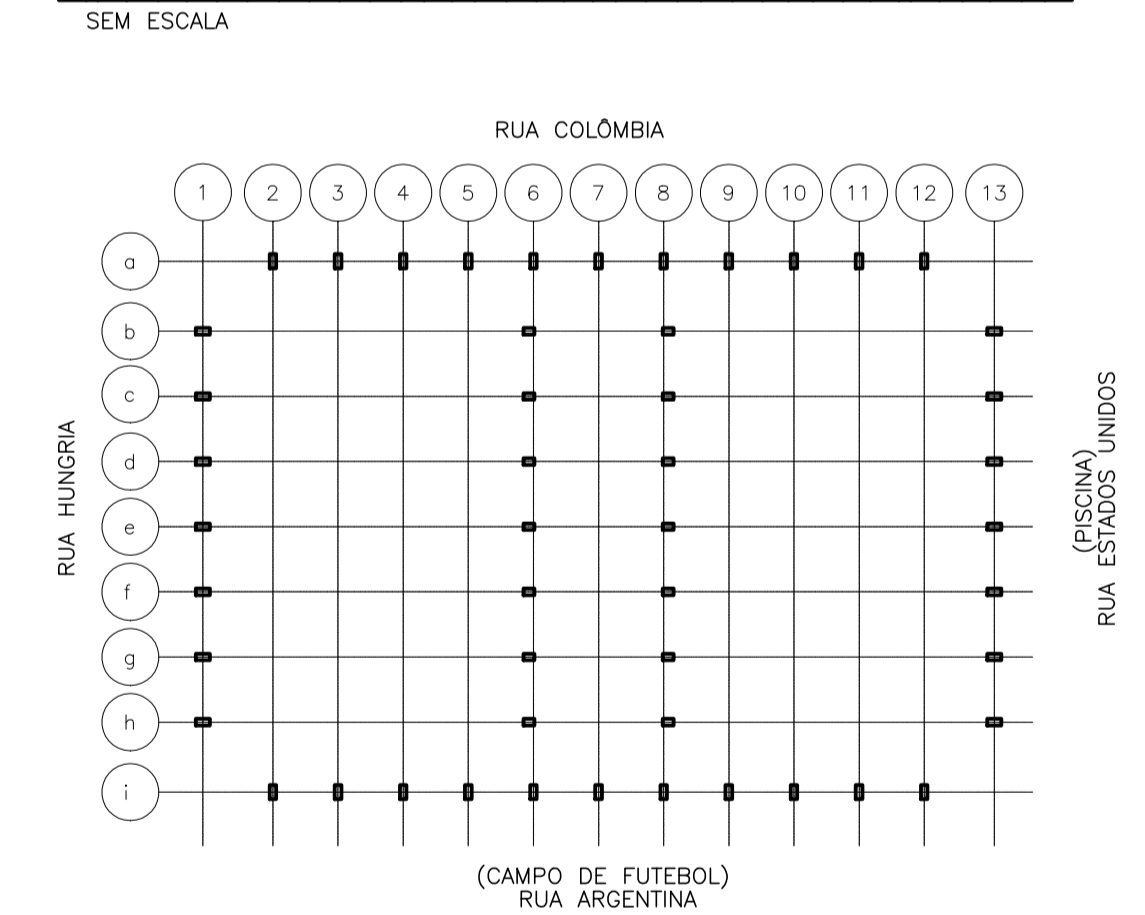 SEM ESCALA
RUA COLÔMBIA
1 2 3 4 5 6 7 8 9 10 11 12 13
a
b
c
d
e
f
g
h
i
RUA HUNGRIA
(PISCINA)
RUA ESTADOS UNIDOS
(CAMPO DE FUTEBOL)
RUA ARGENTINA